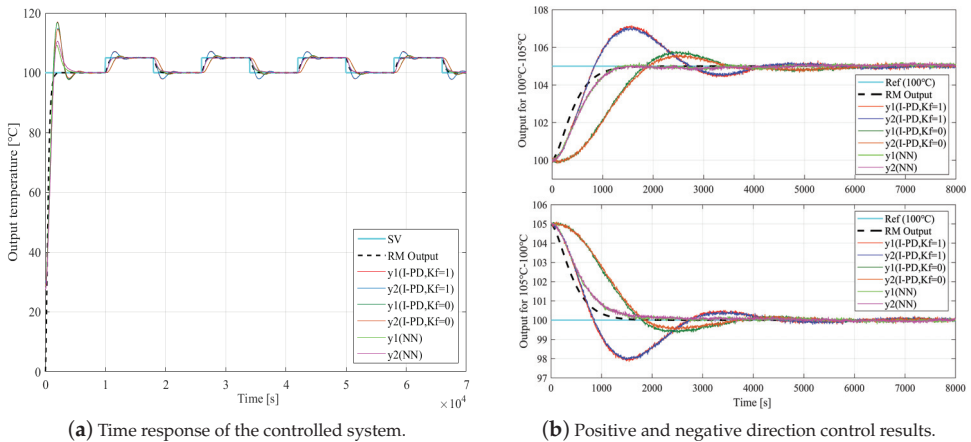 120
100
80
60
40
20
0
0
1
2
3
4
5
6
7
× 10⁴
Output temperature [℃]
Time [s]
SV
RM Output
y1(I-PD,Kf=1)
y2(I-PD,Kf=1)
y1(I-PD,Kf=0)
y2(I-PD,Kf=0)
y1(NN)
y2(NN)
(a) Time response of the controlled system.
108
106
104
102
100
0
1000
2000
3000
4000
5000
6000
7000
8000
Output for 100℃-105℃
Ref (100℃)
RM Output
y1(I-PD,Kf=1)
y2(I-PD,Kf=1)
y1(I-PD,Kf=0)
y2(I-PD,Kf=0)
y1(NN)
y2(NN)
106
105
104
103
102
101
100
99
98
97
0
1000
2000
3000
4000
5000
6000
7000
8000
Output for 105℃-100℃
Time [s]
Ref (100℃)
RM Output
y1(I-PD,Kf=1)
y2(I-PD,Kf=1)
y1(I-PD,Kf=0)
y2(I-PD,Kf=0)
y1(NN)
y2(NN)
(b) Positive and negative direction control results.